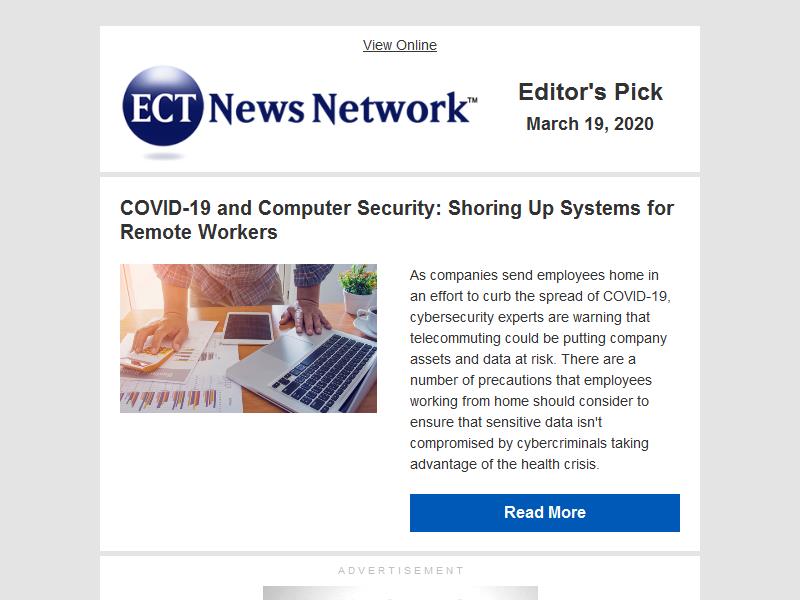 View Online
ECT News Network™
Editor's Pick
March 19, 2020
COVID-19 and Computer Security: Shoring Up Systems for
Remote Workers
As companies send employees home in
an effort to curb the spread of COVID-19,
cybersecurity experts are warning that
telecommuting could be putting company
assets and data at risk. There are a
number of precautions that employees
working from home should consider to
ensure that sensitive data isn't
compromised by cybercriminals taking
advantage of the health crisis.
Read More
ADVERTISEMENT